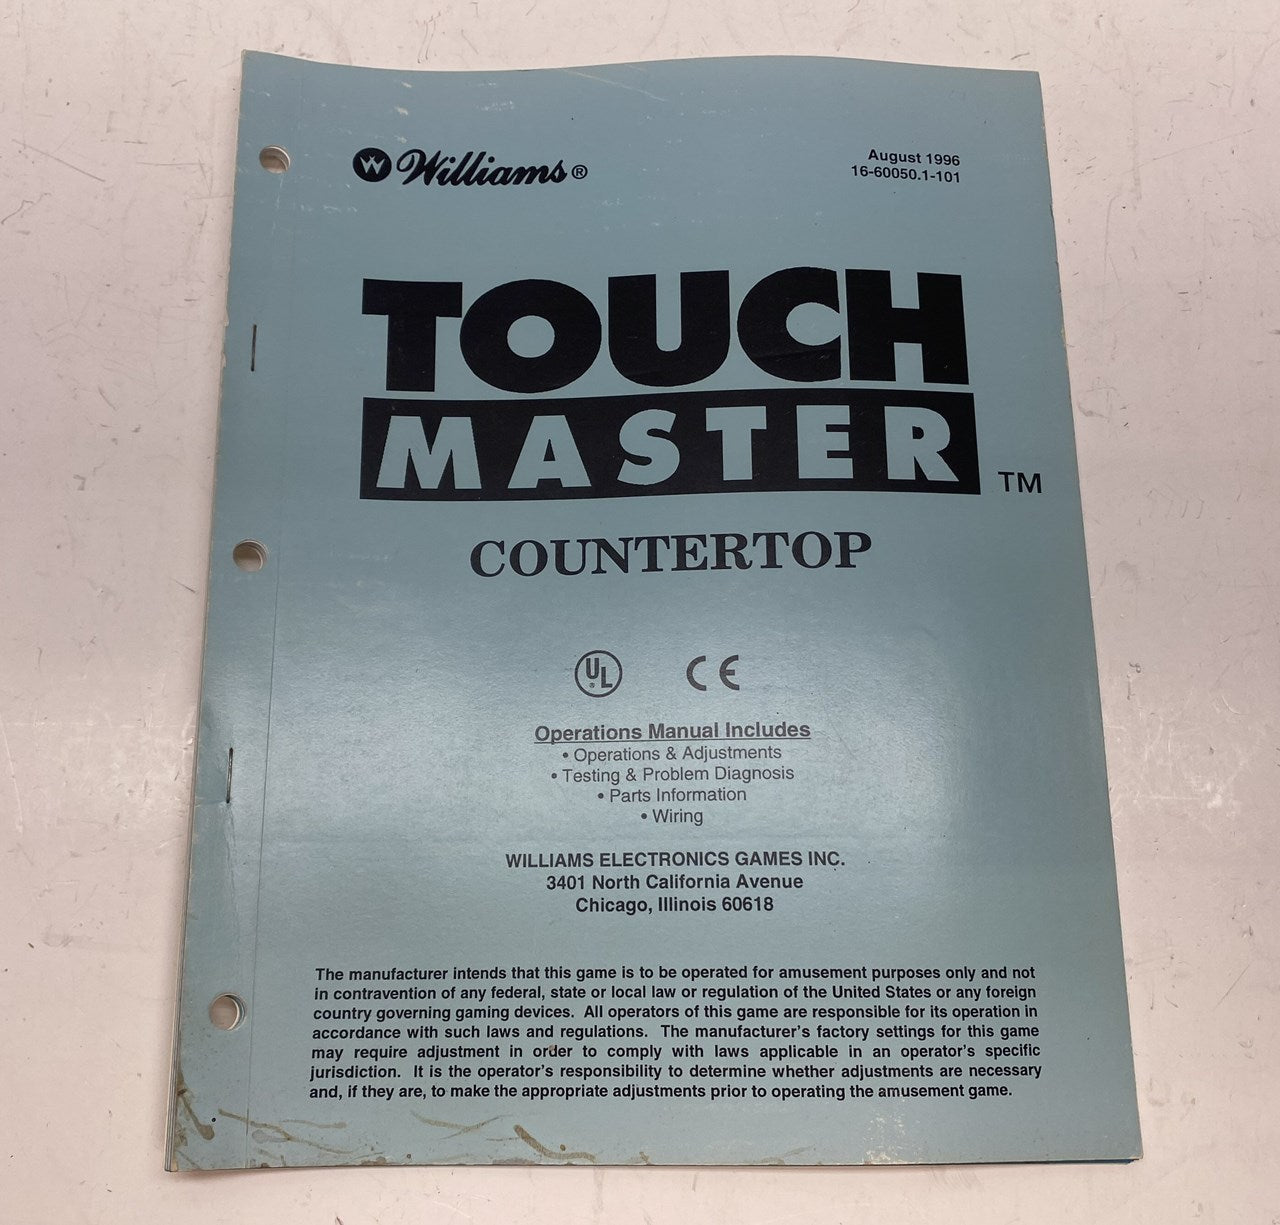 W Williams®
August 1996
16-60050.1-101
TOUCH
MASTER
TM
COUNTERTOP
UL ® CE
Operations Manual Includes
• Operations & Adjustments
• Testing & Problem Diagnosis
• Parts Information
• Wiring
WILLIAMS ELECTRONICS GAMES INC.
3401 North California Avenue
Chicago, Illinois 60618
The manufacturer intends that this game is to be operated for amusement purposes only and not
in contravention of any federal, state or local law or regulation of the United States or any foreign
country governing gaming devices. All operators of this game are responsible for its operation in
accordance with such laws and regulations. The manufacturer's factory settings for this game
may require adjustment in order to comply with laws applicable in an operator's specific
jurisdiction. It is the operator's responsibility to determine whether adjustments are necessary
and, if they are, to make the appropriate adjustments prior to operating the amusement game.